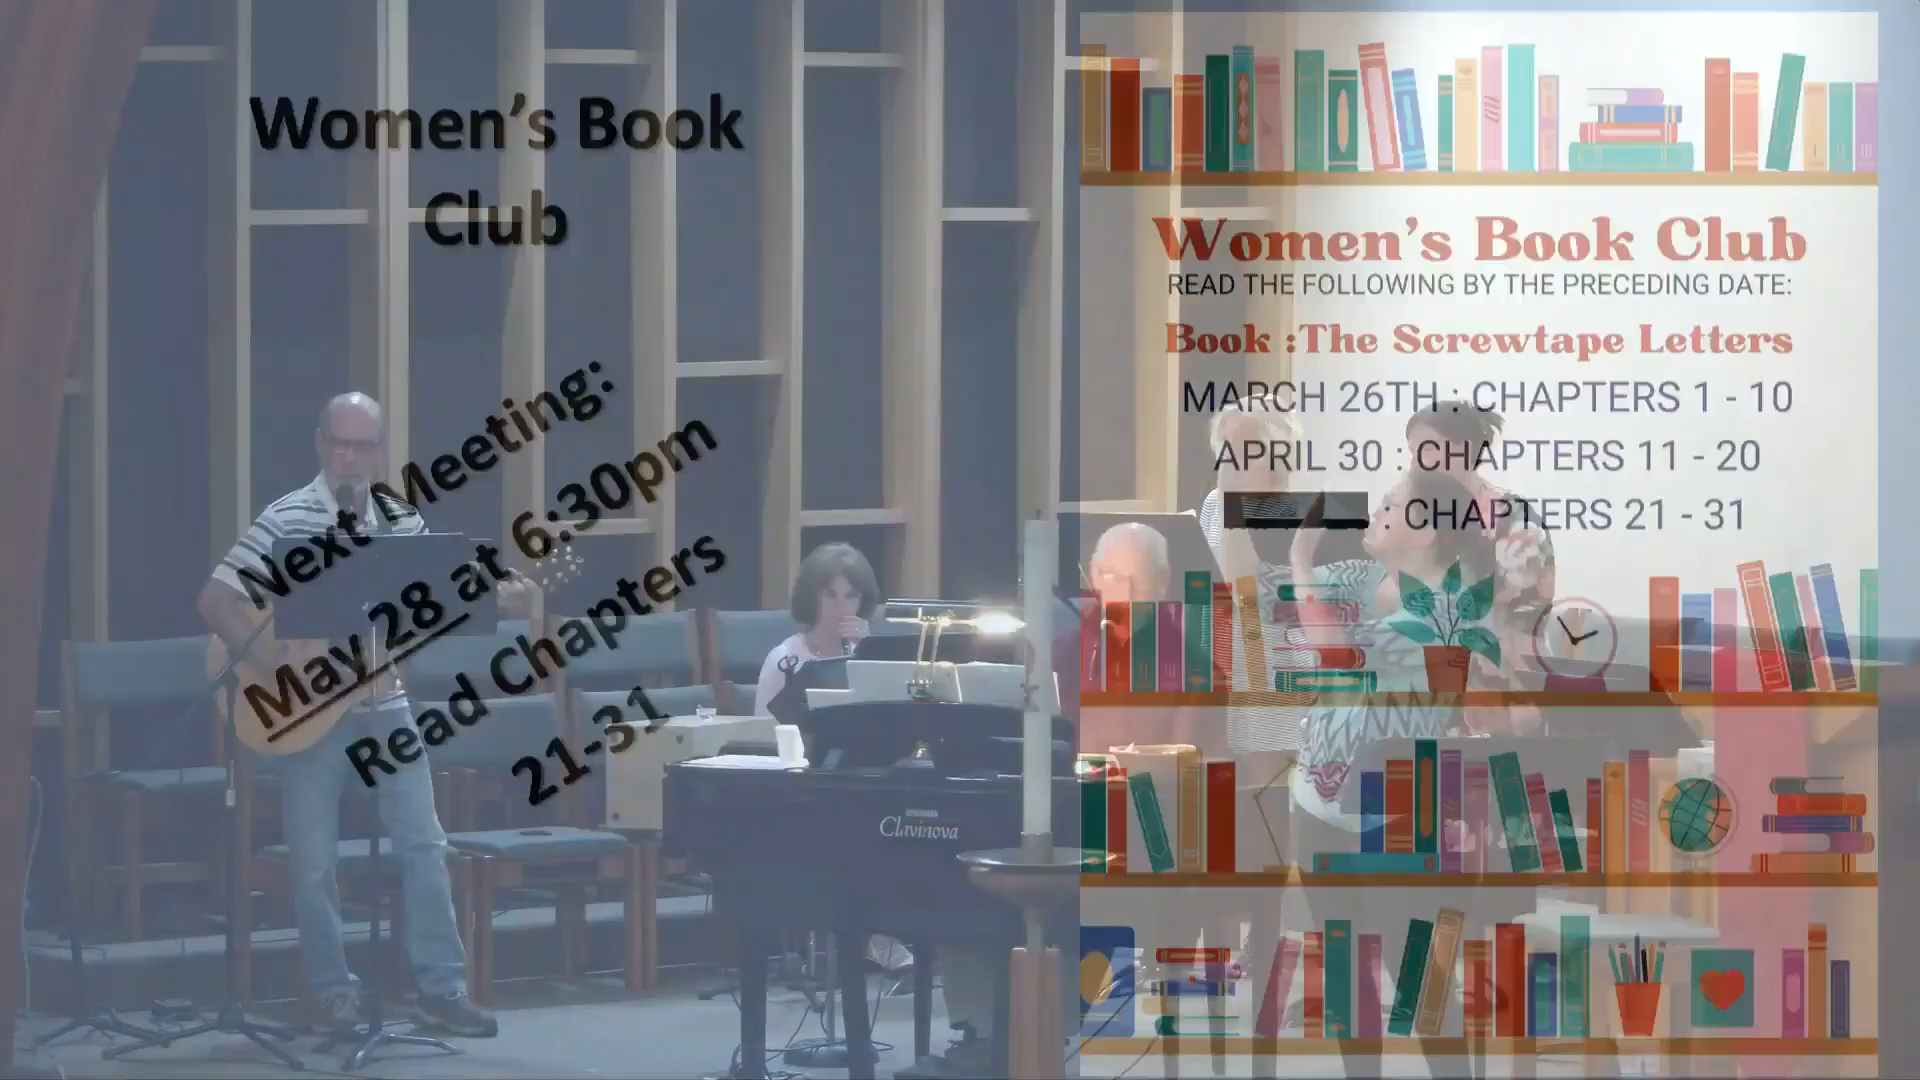 Women's Book
Club
Next Meeting:
May 28 at 6:30pm
Read Chapters
21-31
Women's Book Club
READ THE FOLLOWING BY THE PRECEDING DATE:
Book :The Screwtape Letters
MARCH 26TH : CHAPTERS 1 - 10
APRIL 30 : CHAPTERS 11 - 20
: CHAPTERS 21 - 31
Clavinova